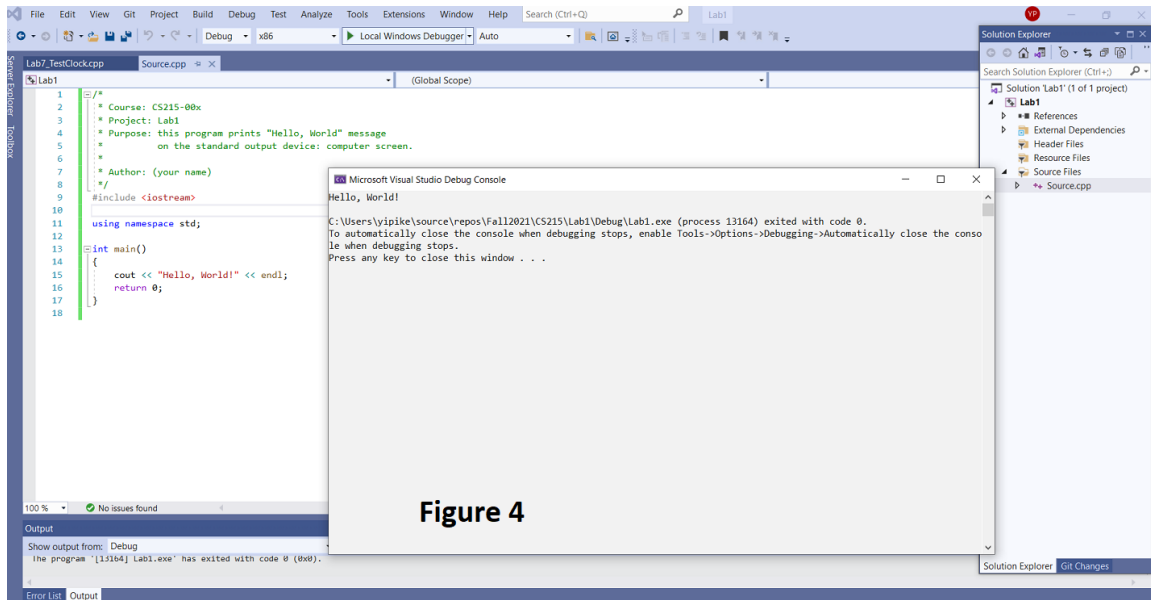 File Edit View Git Project Build Debug Test Analyze Tools Extensions Window Help Search (Ctrl+Q) Lab1 YP
Debug x86 Local Windows Debugger Auto
Server Explorer
Toolbox
Lab7_TestClock.cpp Source.cpp
Lab1 (Global Scope)
1 /*
2 * Course: CS215-00x
3 * Project: Lab1
4 * Purpose: this program prints "Hello, World" message
5 * on the standard output device: computer screen.
6 *
7 * Author: (your name)
8 */
9 #include <iostream>
10
11 using namespace std;
12
13 int main()
14 {
15 cout << "Hello, World!" << endl;
16 return 0;
17 }
18
Microsoft Visual Studio Debug Console
Hello, World!
C:\Users\yipike\source\repos\Fall2021\CS215\Lab1\Debug\Lab1.exe (process 13164) exited with code 0.
To automatically close the console when debugging stops, enable Tools->Options->Debugging->Automatically close the conso
le when debugging stops.
Press any key to close this window . . .
Figure 4
100 % No issues found
Output
Show output from: Debug
The program '[13164] Lab1.exe' has exited with code 0 (0x0).
Error List Output
Solution Explorer
Search Solution Explorer (Ctrl+;)
Solution 'Lab1' (1 of 1 project)
Lab1
References
External Dependencies
Header Files
Resource Files
Source Files
++ Source.cpp
Solution Explorer Git Changes